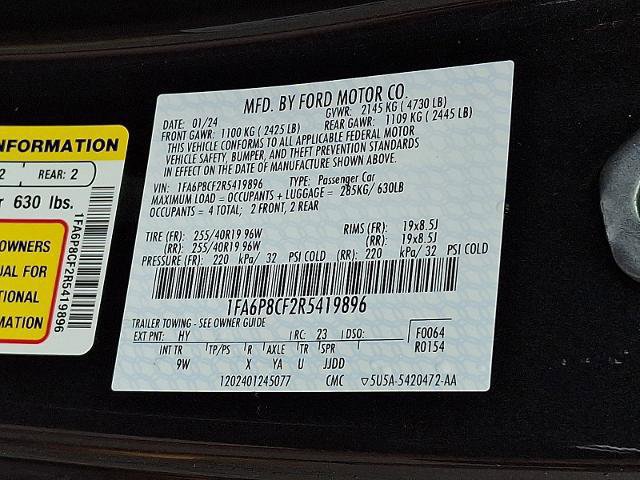 INFORMATION
2 REAR: 2
630 lbs.
OWNERS
UAL FOR
TIONAL
MATION
1FA6P8CF2R5419896
MFD. BY FORD MOTOR CO.
DATE: 01/24 GVWR: 2145 KG ( 4730 LB)
FRONT GAWR: 1100 KG ( 2425 LB) REAR GAWR: 1109 KG ( 2445 LB)
THIS VEHICLE CONFORMS TO ALL APPLICABLE FEDERAL MOTOR
VEHICLE SAFETY, BUMPER, AND THEFT PREVENTION STANDARDS
IN EFFECT ON THE DATE OF MANUFACTURE SHOWN ABOVE.
VIN: 1FA6P8CF2R5419896 TYPE: Passenger Car
MAXIMUM LOAD = OCCUPANTS + LUGGAGE = 285KG/ 630LB
OCCUPANTS = 4 TOTAL; 2 FRONT, 2 REAR
TIRE (FR): 255/40R19 96W RIMS (FR): 19x8.5J
(RR): 255/40R19 96W (RR): 19x8.5J
PRESSURE (FR): 220 kPa/ 32 PSI COLD (RR): 220 kPa/ 32 PSI COLD
1FA6P8CF2R5419896
TRAILER TOWING - SEE OWNER GUIDE
EXT PNT: HY RC: 23 DSO: F0064
INT TR TP/PS R AXLE TR SPR R0154
9W X YA U JJDD
1202401245077 CMC ▽5U5A-5420472-AA